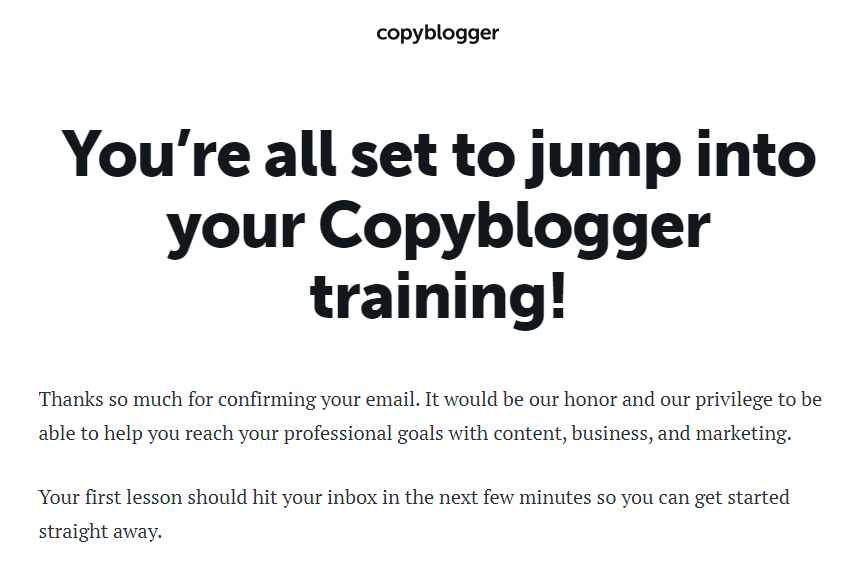 copyblogger
You’re all set to jump into
your Copyblogger
training!
Thanks so much for confirming your email. It would be our honor and our privilege to be
able to help you reach your professional goals with content, business, and marketing.
Your first lesson should hit your inbox in the next few minutes so you can get started
straight away.